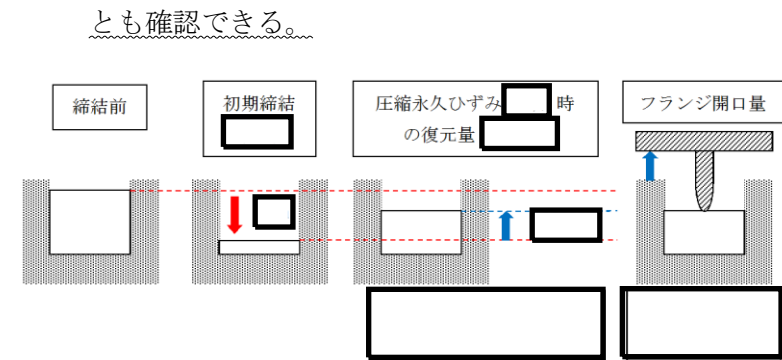 とも確認できる。
締結前
初期締結
圧縮永久ひずみ 時
の復元量
フランジ開口量